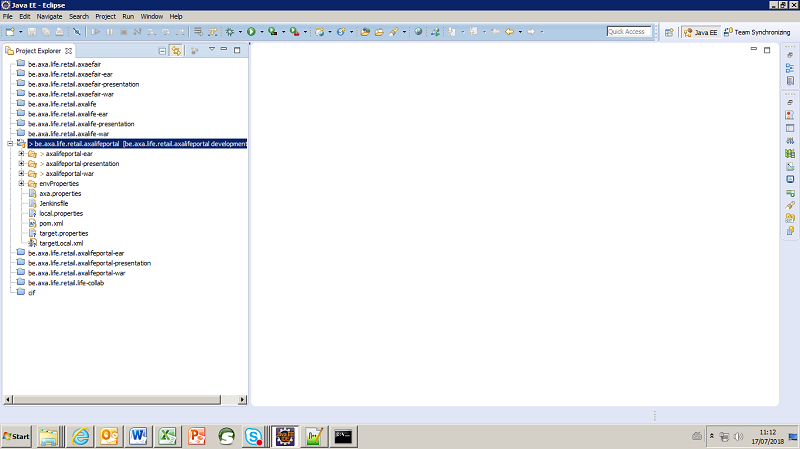 Java EE - Eclipse
File Edit Navigate Search Project Run Window Help
Quick Access
Java EE
Team Synchronizing
Project Explorer
be.axa.life.retail.axaefair
be.axa.life.retail.axaefair-ear
be.axa.life.retail.axaefair-presentation
be.axa.life.retail.axaefair-war
be.axa.life.retail.axalife
be.axa.life.retail.axalife-ear
be.axa.life.retail.axalife-presentation
be.axa.life.retail.axalife-war
> be.axa.life.retail.axalifeportal [be.axa.life.retail.axalifeportal development
> axalifeportal-ear
> axalifeportal-presentation
> axalifeportal-war
envProperties
axa.properties
Jenkinsfile
local.properties
pom.xml
target.properties
targetLocal.xml
be.axa.life.retail.axalifeportal-ear
be.axa.life.retail.axalifeportal-presentation
be.axa.life.retail.axalifeportal-war
be.axa.life.retail.life-collab
cif
Start
11:12
17/07/2018